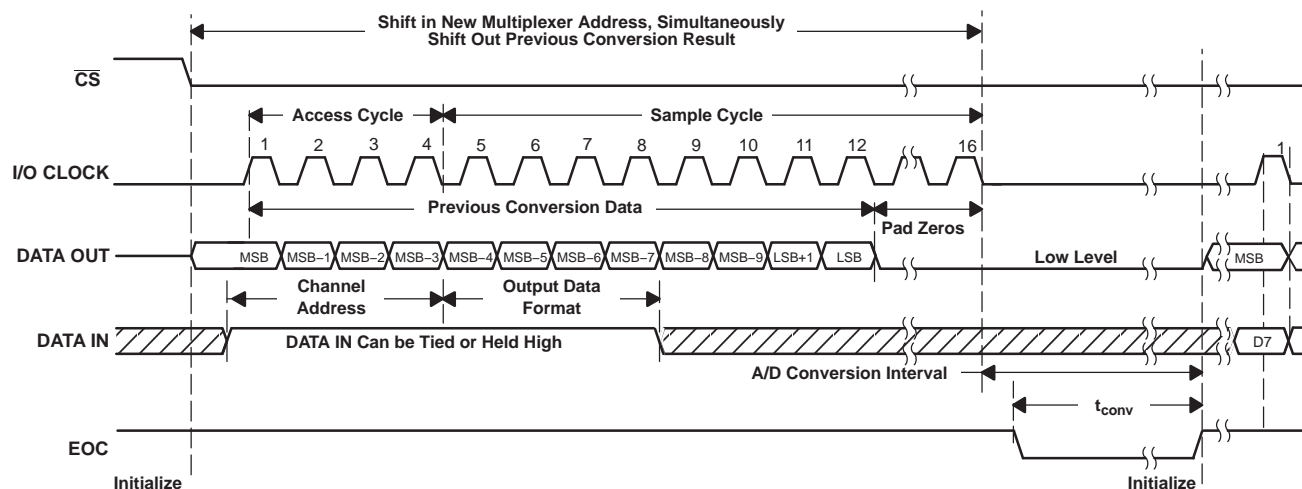 Shift in New Multiplexer Address, Simultaneously
Shift Out Previous Conversion Result
CS
Access Cycle
Sample Cycle
1 2 3 4 5 6 7 8 9 10 11 12 16 1
I/O CLOCK
Previous Conversion Data
Pad Zeros
DATA OUT
MSB MSB–1 MSB–2 MSB–3 MSB–4 MSB–5 MSB–6 MSB–7 MSB–8 MSB–9 LSB+1 LSB
Low Level
MSB
Channel
Address
Output Data
Format
DATA IN
DATA IN Can be Tied or Held High
D7
A/D Conversion Interval
tconv
EOC
Initialize
Initialize